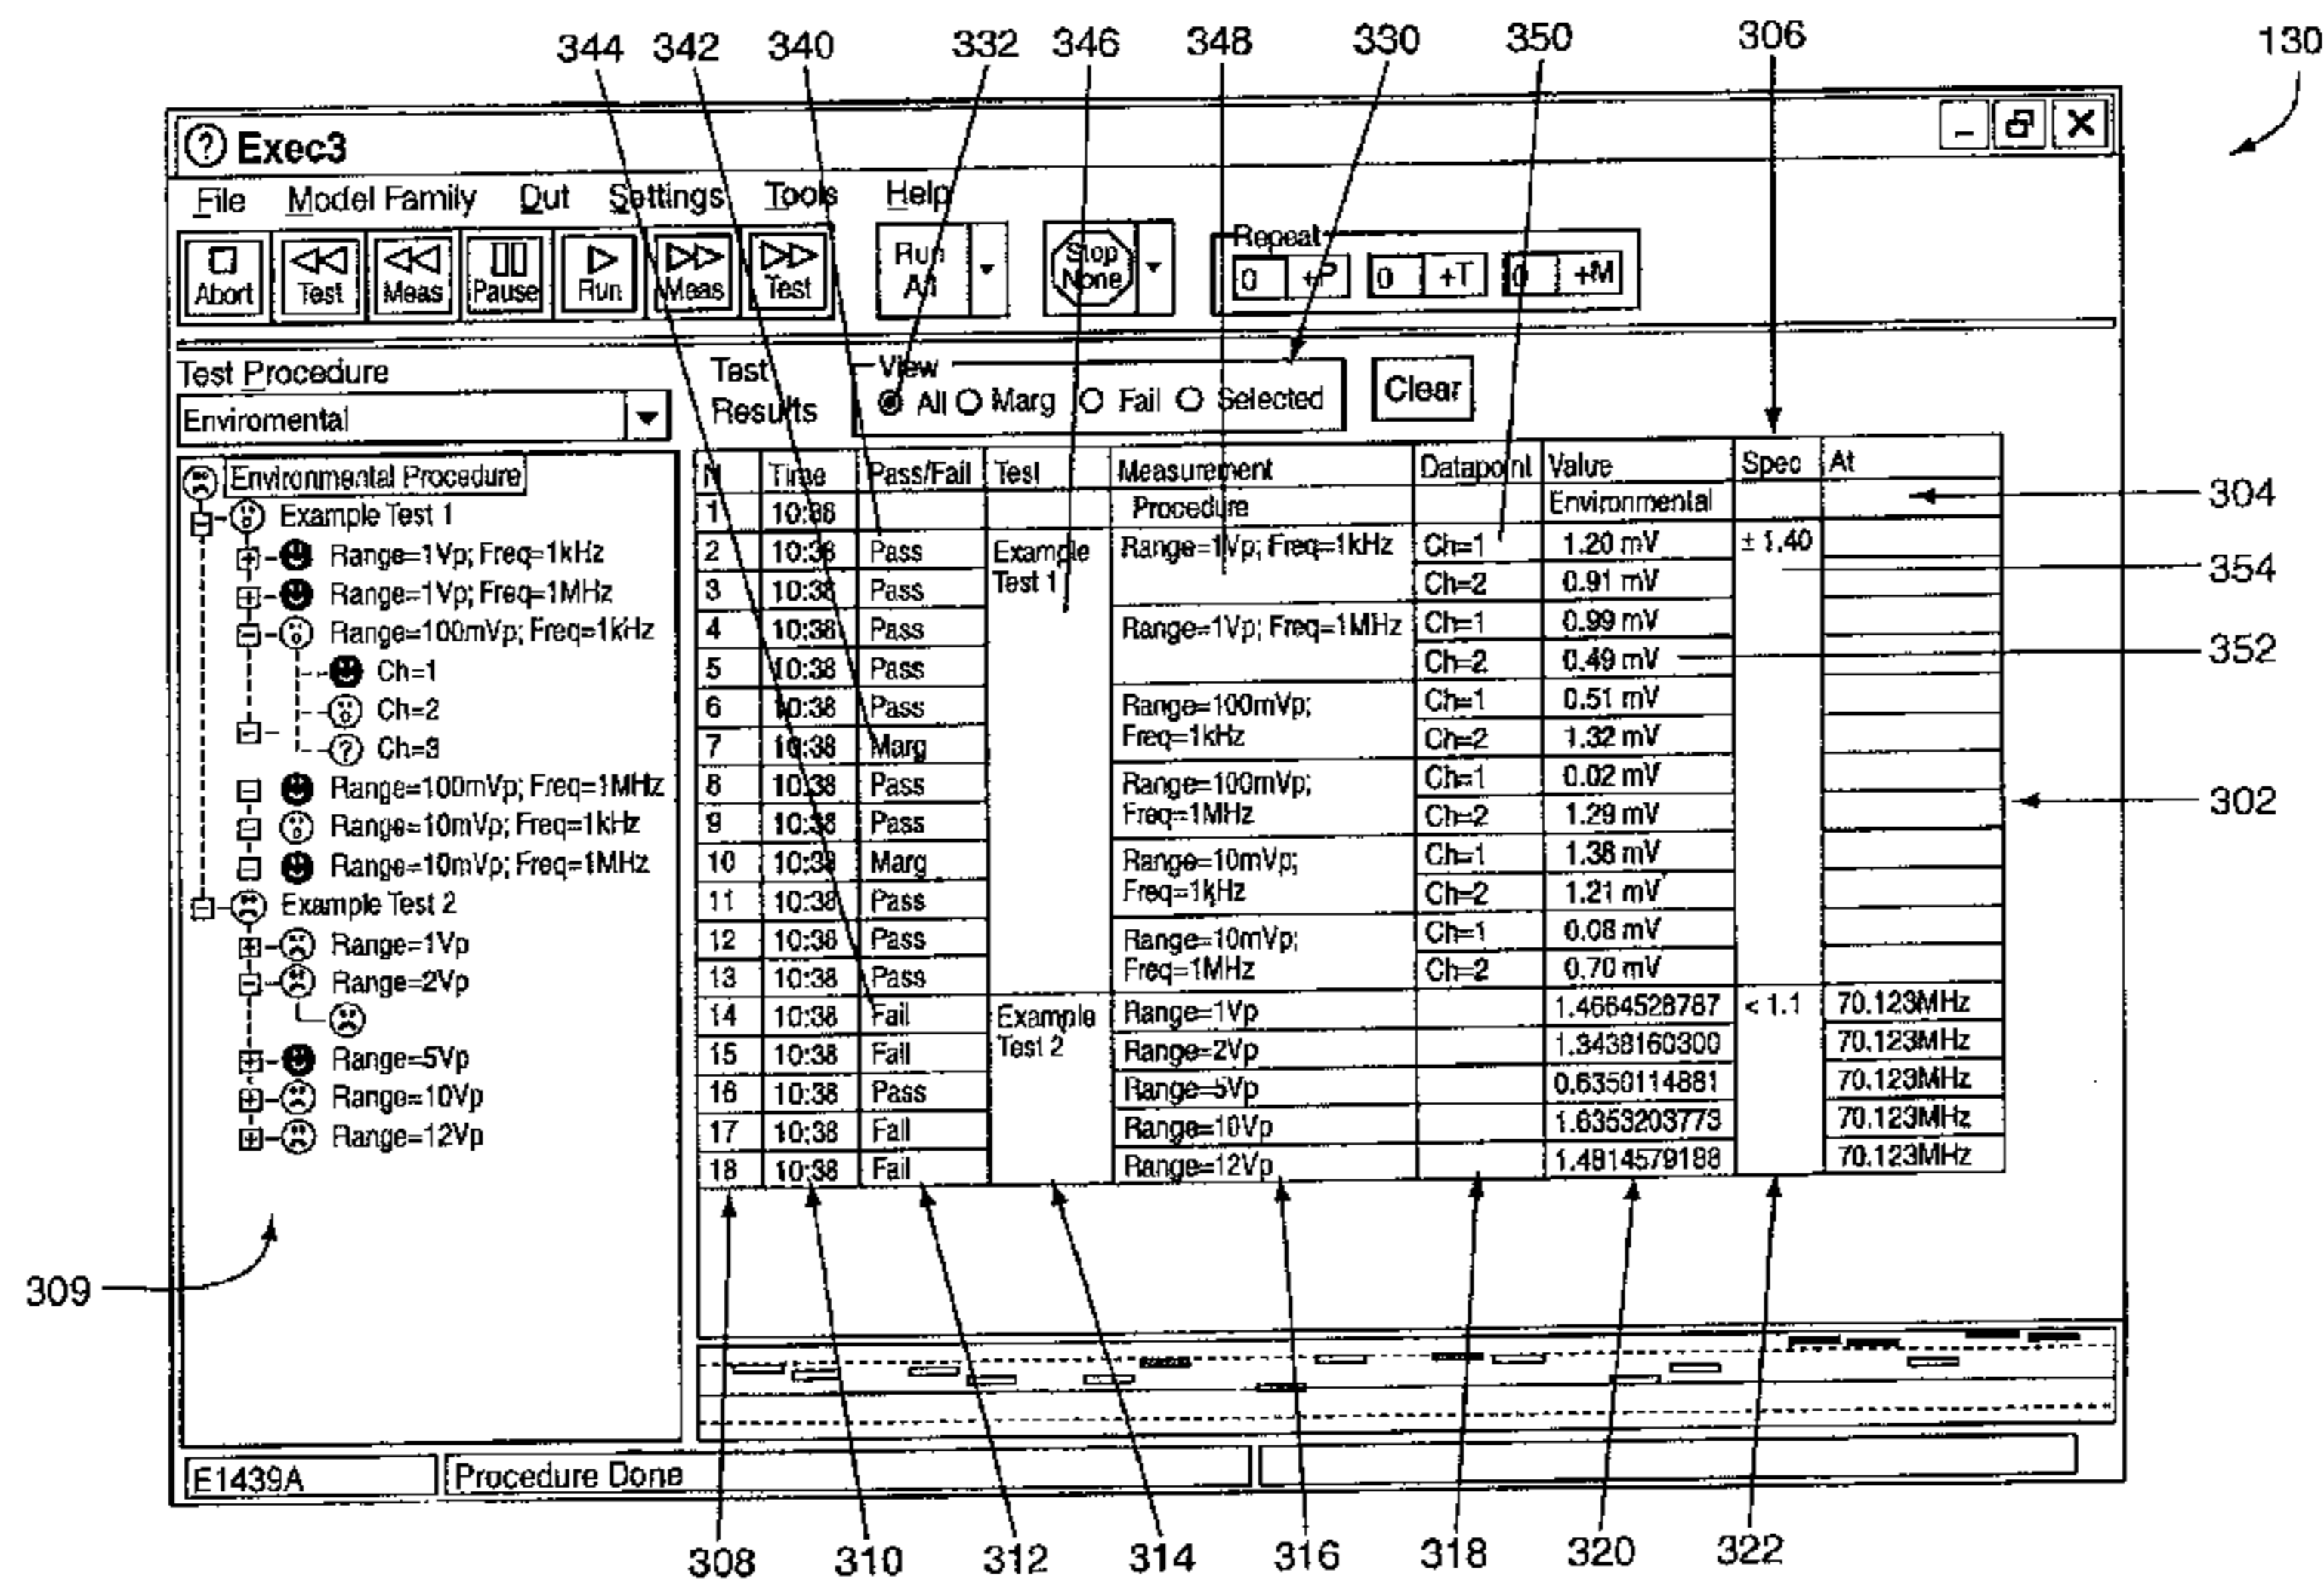 344 342 340 332 346 348 330 350 306 130
Exec3
File Model Family Dut Settings Tools Help
Abort Test Meas Pause Run Meas Test
Run All
Stop None
Repeat
0 +P 0 +T 0 +M
Test Procedure
Enviromental
Test Results
View
All Marg Fail Selected
Clear
Environmental Procedure
Example Test 1
Range=1Vp; Freq=1kHz
Range=1Vp; Freq=1MHz
Range=100mVp; Freq=1kHz
Ch=1
Ch=2
Ch=3
Range=100mVp; Freq=1MHz
Range=10mVp; Freq=1kHz
Range=10mVp; Freq=1MHz
Example Test 2
Range=1Vp
Range=2Vp
Range=5Vp
Range=10Vp
Range=12Vp
N Time Pass/Fail Test Measurement Datapoint Value Spec At
1 Procedure Environmental
2 10:38 Pass Example Test 1 Range=1Vp; Freq=1kHz Ch=1 1.20 mV ± 1.40
3 10:38 Pass Ch=2 0.91 mV
4 10:38 Pass Range=1Vp; Freq=1MHz Ch=1 0.99 mV
5 10:38 Pass Ch=2 0.49 mV
6 10:38 Pass Range=100mVp; Freq=1kHz Ch=1 0.51 mV
7 10:38 Marg Ch=2 1.32 mV
8 10:38 Pass Range=100mVp; Freq=1MHz Ch=1 0.02 mV
9 10:38 Pass Ch=2 1.29 mV
10 10:38 Marg Range=10mVp; Freq=1kHz Ch=1 1.36 mV
11 10:38 Pass Ch=2 1.21 mV
12 10:38 Pass Range=10mVp; Freq=1MHz Ch=1 0.08 mV
13 10:38 Pass Ch=2 0.70 mV
14 10:38 Fail Example Test 2 Range=1Vp 1.4664528787 < 1.1 70.123MHz
15 10:38 Fail Range=2Vp 1.3438160300 70.123MHz
16 10:38 Pass Range=5Vp 0.6350114881 70.123MHz
17 10:38 Fail Range=10Vp 1.6353203773 70.123MHz
18 10:38 Fail Range=12Vp 1.4814579188 70.123MHz
304
354
352
302
309
E1439A
Procedure Done
308 310 312 314 316 318 320 322